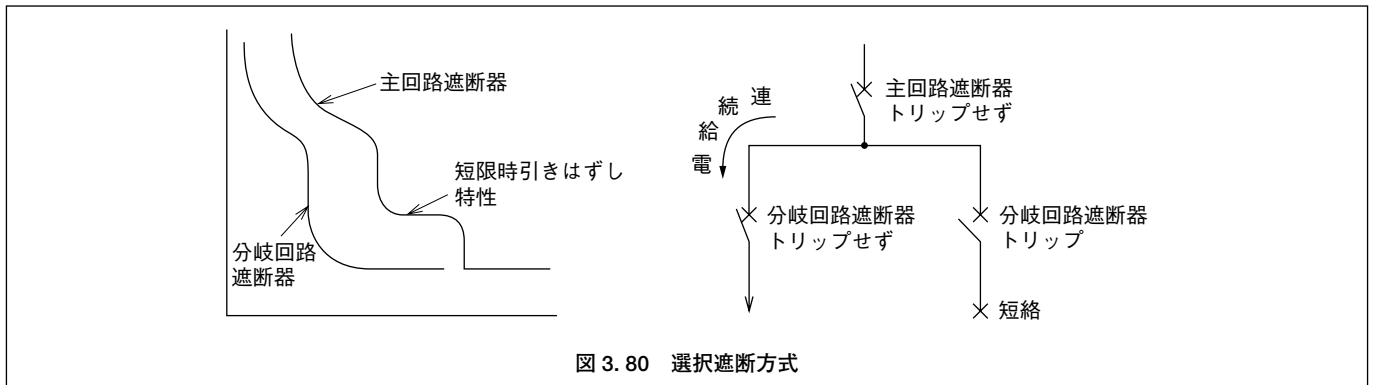 主回路遮断器
短限時引きはずし
特性
分岐回路
遮断器
連続給電
主回路遮断器
トリップせず
分岐回路遮断器
トリップせず
分岐回路遮断器
トリップ
短絡
図 3. 80 選択遮断方式